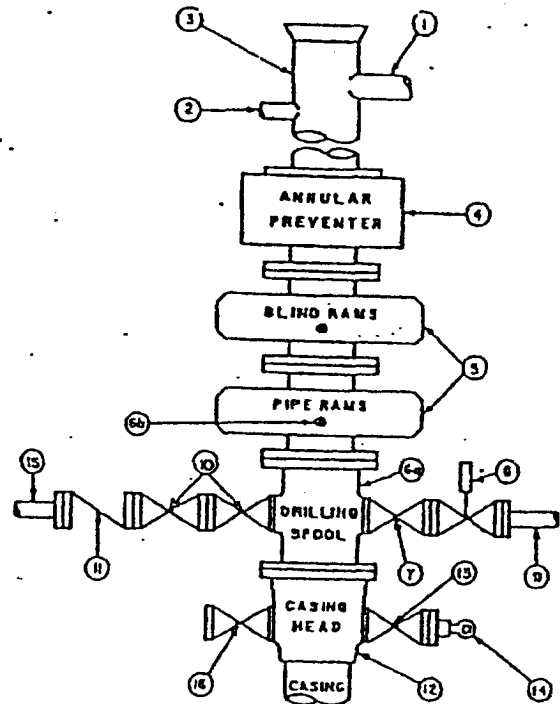 3
1
2
ANNULAR
PREVENTER
4
BLIND RAMS
5
PIPE RAMS
6b
6a
10
8
15
DRILLING
SPOOL
11
7
9
13
CASING
HEAD
16
12
14
CASING